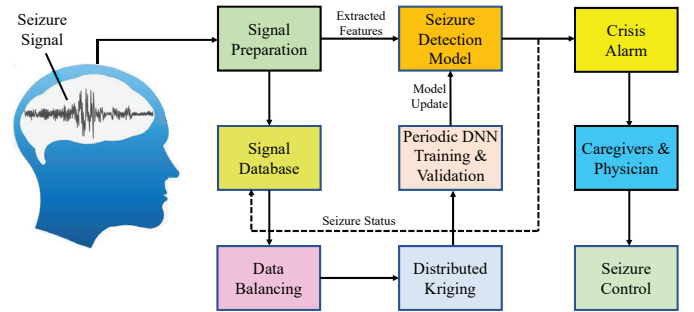 Seizure
Signal
Signal
Preparation
Extracted
Features
Seizure
Detection
Model
Crisis
Alarm
Model
Update
Signal
Database
Periodic DNN
Training &
Validation
Caregivers &
Physician
Seizure Status
Data
Balancing
Distributed
Kriging
Seizure
Control